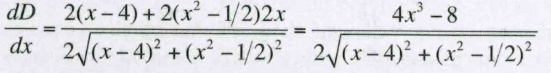 dD/dx = (2(x − 4) + 2(x² − 1/2)2x) / (2√((x − 4)² + (x² − 1/2)²)) = (4x³ − 8) / (2√((x − 4)² + (x² − 1/2)²))